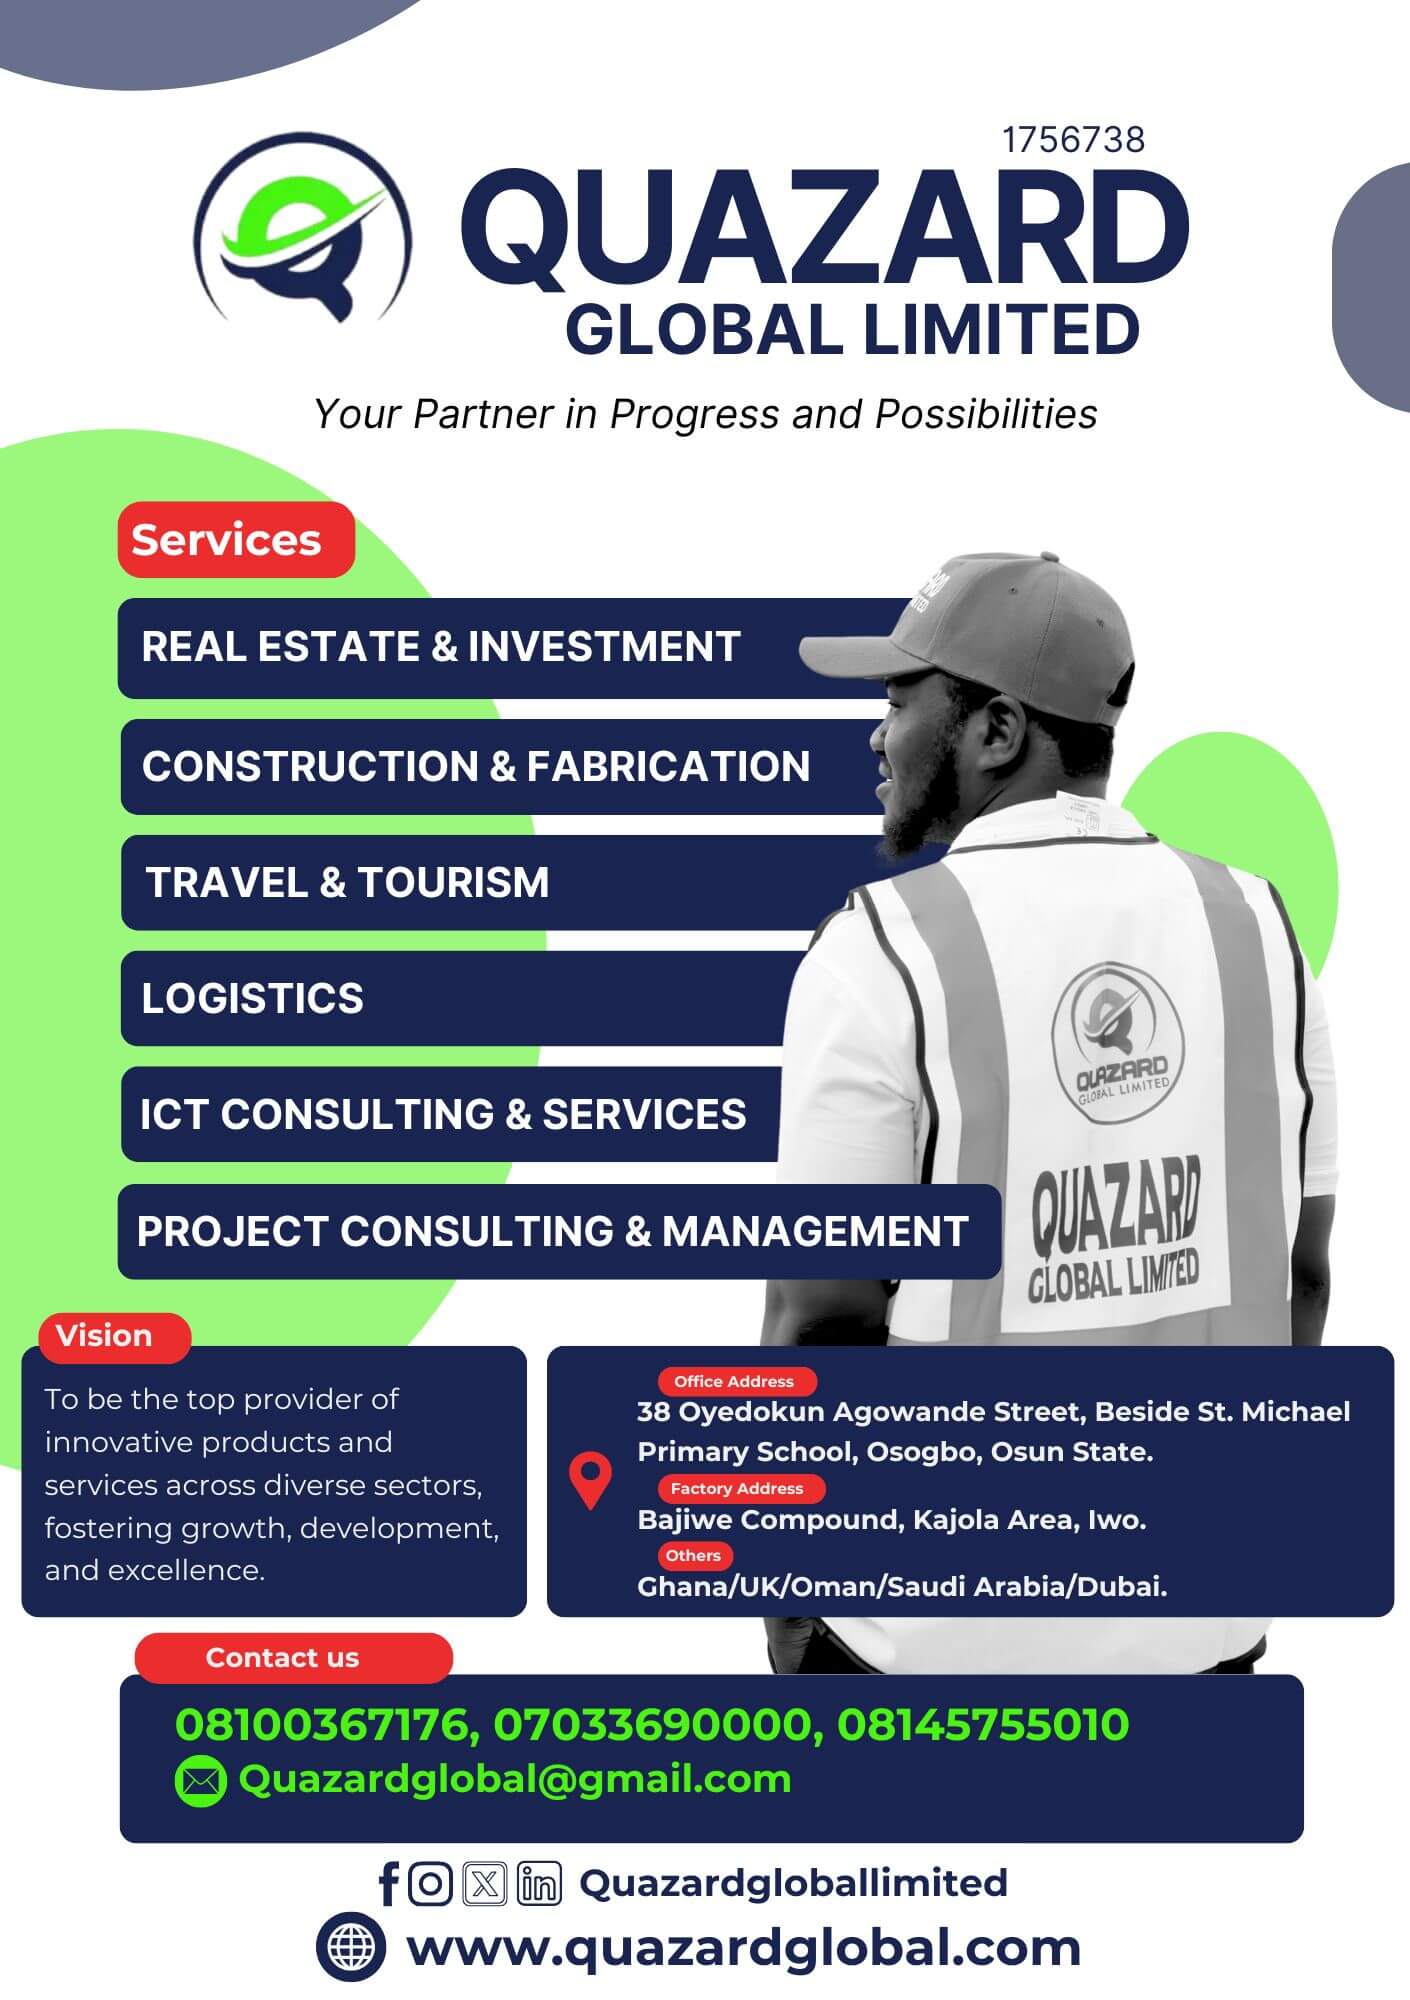 1756738
QUAZARD
GLOBAL LIMITED
Your Partner in Progress and Possibilities
Services
REAL ESTATE & INVESTMENT
CONSTRUCTION & FABRICATION
TRAVEL & TOURISM
LOGISTICS
ICT CONSULTING & SERVICES
PROJECT CONSULTING & MANAGEMENT
QUAZARD
GLOBAL LIMITED
QUAZARD
GLOBAL LIMITED
Vision
To be the top provider of
innovative products and
services across diverse sectors,
fostering growth, development,
and excellence.
Office Address
38 Oyedokun Agowande Street, Beside St. Michael
Primary School, Osogbo, Osun State.
Factory Address
Bajiwe Compound, Kajola Area, Iwo.
Others
Ghana/UK/Oman/Saudi Arabia/Dubai.
Contact us
08100367176, 07033690000, 08145755010
Quazardglobal@gmail.com
Quazardgloballimited
www.quazardglobal.com